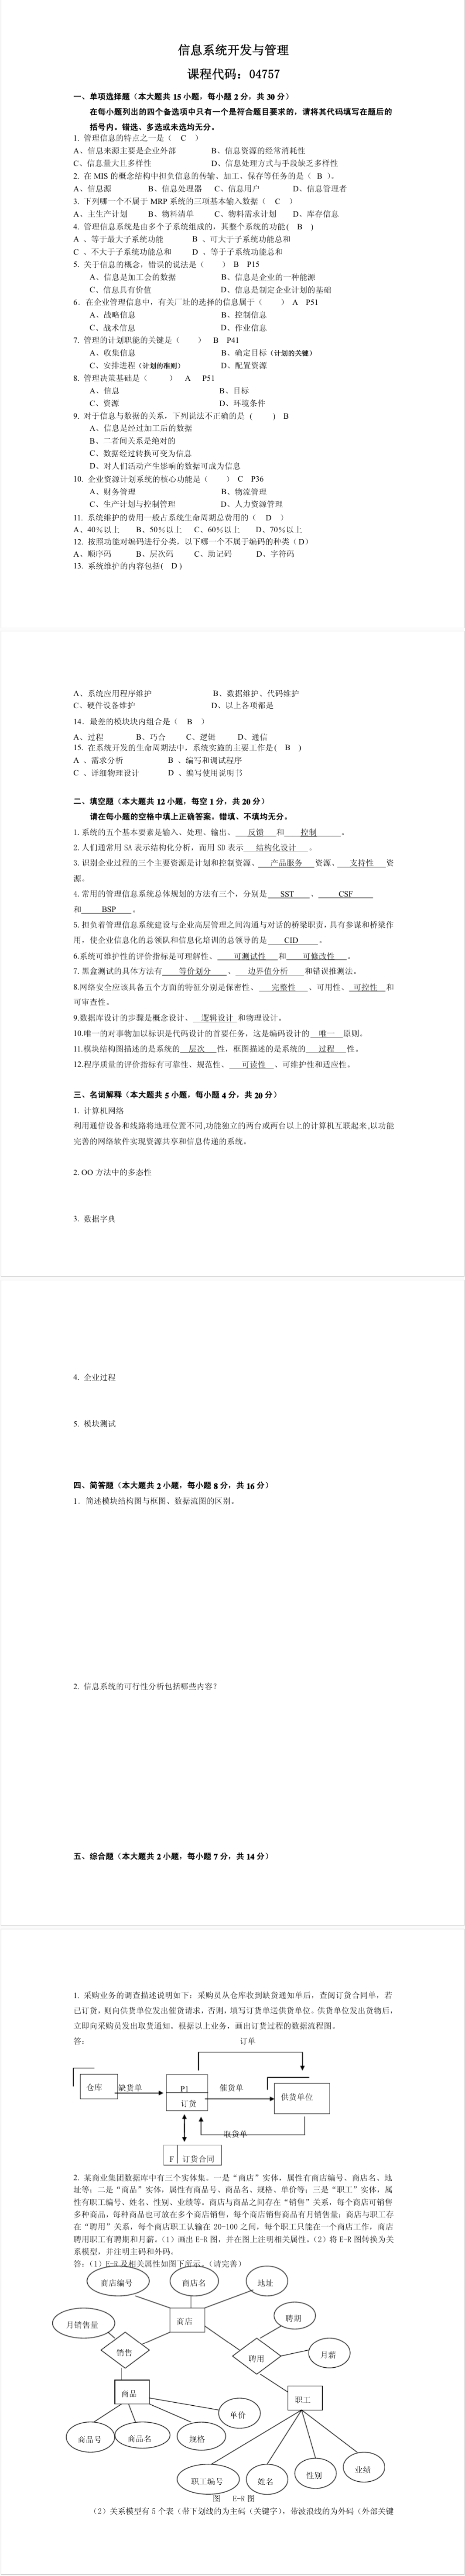 信息系统开发与管理
课程代码：04757
一、单项选择题（本大题共 15 小题，每小题 2 分，共 30 分）
在每小题列出的四个备选项中只有一个是符合题目要求的，请将其代码填写在题后的
括号内。错选、多选或未选均无分。
1. 管理信息的特点之一是（ C ）
A、信息来源主要是企业外部 B、信息资源的经常消耗性
C、信息量大且多样性 D、信息处理方式与手段缺乏多样性
2. 在 MIS 的概念结构中担负信息的传输、加工、保存等任务的是（ B ）。
A、信息源 B、信息处理器 C、信息用户 D、信息管理者
3. 下列哪一个不属于 MRP 系统的三项基本输入数据（ C ）
A、主生产计划 B、物料清单 C、物料需求计划 D、库存信息
4. 管理信息系统是由多个子系统组成的，其整个系统的功能( B )
A 、等于最大子系统功能 B 、可大于子系统功能总和
C 、不大于子系统功能总和 D 、等于子系统功能总和
5. 关于信息的概念，错误的说法是（ ） B P15
A、信息是加工会的数据 B、信息是企业的一种能源
C、信息具有价值 D、信息是制定企业计划的基础
6. 在企业管理信息中，有关厂址的选择的信息属于（ ） A P51
A、战略信息 B、控制信息
C、战术信息 D、作业信息
7. 管理的计划职能的关键是（ ） B P41
A、收集信息 B、确定目标（计划的关键）
C、安排进程（计划的准则） D、配置资源
8. 管理决策基础是（ ） A P51
A、信息 B、目标
C、资源 D、环境条件
9. 对于信息与数据的关系，下列说法不正确的是 ( ) B
A、信息是经过加工后的数据
B、二者间关系是绝对的
C、数据经过转换可变为信息
D、对人们活动产生影响的数据可成为信息
10. 企业资源计划系统的核心功能是（ ） C P36
A、财务管理 B、物流管理
C、生产计划与控制管理 D、人力资源管理
11. 系统维护的费用一般占系统生命周期总费用的（ D ）
A、40%以上 B、50%以上 C、60%以上 D、70%以上
12. 按照功能对编码进行分类，以下哪一个不属于编码的种类（ D）
A、顺序码 B、层次码 C、助记码 D、字符码
13. 系统维护的内容包括( D )
A、系统应用程序维护 B、数据维护、代码维护
C、硬件设备维护 D、以上各项都是
14. 最差的模块块内组合是（ B ）
A、过程 B、巧合 C、逻辑 D、通信
15. 在系统开发的生命周期法中，系统实施的主要工作是( B )
A 、需求分析 B 、编写和调试程序
C 、详细物理设计 D 、编写使用说明书
二、填空题（本大题共 12 小题，每空 1 分，共 20 分）
请在每小题的空格中填上正确答案。错填、不填均无分。
1. 系统的五个基本要素是输入、处理、输出、 反馈 和 控制 。
2. 人们通常用 SA 表示结构化分析，而用 SD 表示 结构化设计 。
3. 识别企业过程的三个主要资源是计划和控制资源、 产品服务 资源、 支持性 资
源。
4. 常用的管理信息系统总体规划的方法有三个，分别是 SST 、 CSF
和 BSP 。
5. 担负着管理信息系统建设与企业高层管理之间沟通与对话的桥梁职责，具有参谋和桥梁作
用，使企业信息化的总领队和信息化培训的总领导的是 CID 。
6.系统可维护性的评价指标是可理解性、 可测试性 和 可修改性 。
7. 黑盒测试的具体方法有 等价划分 、 边界值分析 和错误推测法。
8.网络安全应该具备五个方面的特征分别是保密性、 完整性 、可用性、 可控性 和
可审查性。
9.数据库设计的步骤是概念设计、 逻辑设计 和物理设计。
10.唯一的对事物加以标识是代码设计的首要任务，这是编码设计的 唯一 原则。
11.模块结构图描述的是系统的 层次 性，框图描述的是系统的 过程 性。
12.程序质量的评价指标有可靠性、规范性、 可读性 、可维护性和适应性。
三、名词解释（本大题共 5 小题，每小题 4 分，共 20 分）
1. 计算机网络
利用通信设备和线路将地理位置不同,功能独立的两台或两台以上的计算机互联起来,以功能
完善的网络软件实现资源共享和信息传递的系统。
2. OO 方法中的多态性
3. 数据字典
4. 企业过程
5. 模块测试
四、简答题（本大题共 2 小题，每小题 8 分，共 16 分）
1. 简述模块结构图与框图、数据流图的区别。
2. 信息系统的可行性分析包括哪些内容？
五、综合题（本大题共 2 小题，每小题 7 分，共 14 分）
1. 采购业务的调查描述说明如下：采购员从仓库收到缺货通知单后，查阅订货合同单，若
已订货，则向供货单位发出催货请求，否则，填写订货单送供货单位。供货单位发出货物后，
立即向采购员发出取货通知。根据以上业务，画出订货过程的数据流程图。
答： 订单
仓库 缺货单 P1 催货单 供货单位
订货
取货单
F 订货合同
2. 某商业集团数据库中有三个实体集。一是“商店”实体，属性有商店编号、商店名、地
址等；二是“商品”实体，属性有商品号、商品名、规格、单价等；三是“职工”实体，属
性有职工编号、姓名、性别、业绩等。商店与商品之间存在“销售”关系，每个商店可销售
多种商品，每种商品也可放在多个商店销售，每个商店销售商品有月销售量；商店与职工存
在“聘用”关系，每个商店职工认输在 20-100 之间，每个职工只能在一个商店工作，商店
聘用职工有聘期和月薪。（1）画出 E-R 图，并在图上注明相关属性。（2）将 E-R 图转换为关
系模型，并注明主码和外码。
答：（1）E-R 及相关属性如图下所示。（请完善）
商店编号 商店名 地址
月销售量 商店 聘期
销售 聘用 月薪
商品 职工
单价
商品号 商品名 规格
职工编号 姓名 性别 业绩
图 E-R 图
（2）关系模型有 5 个表（带下划线的为主码（关键字），带波浪线的为外码（外部关键